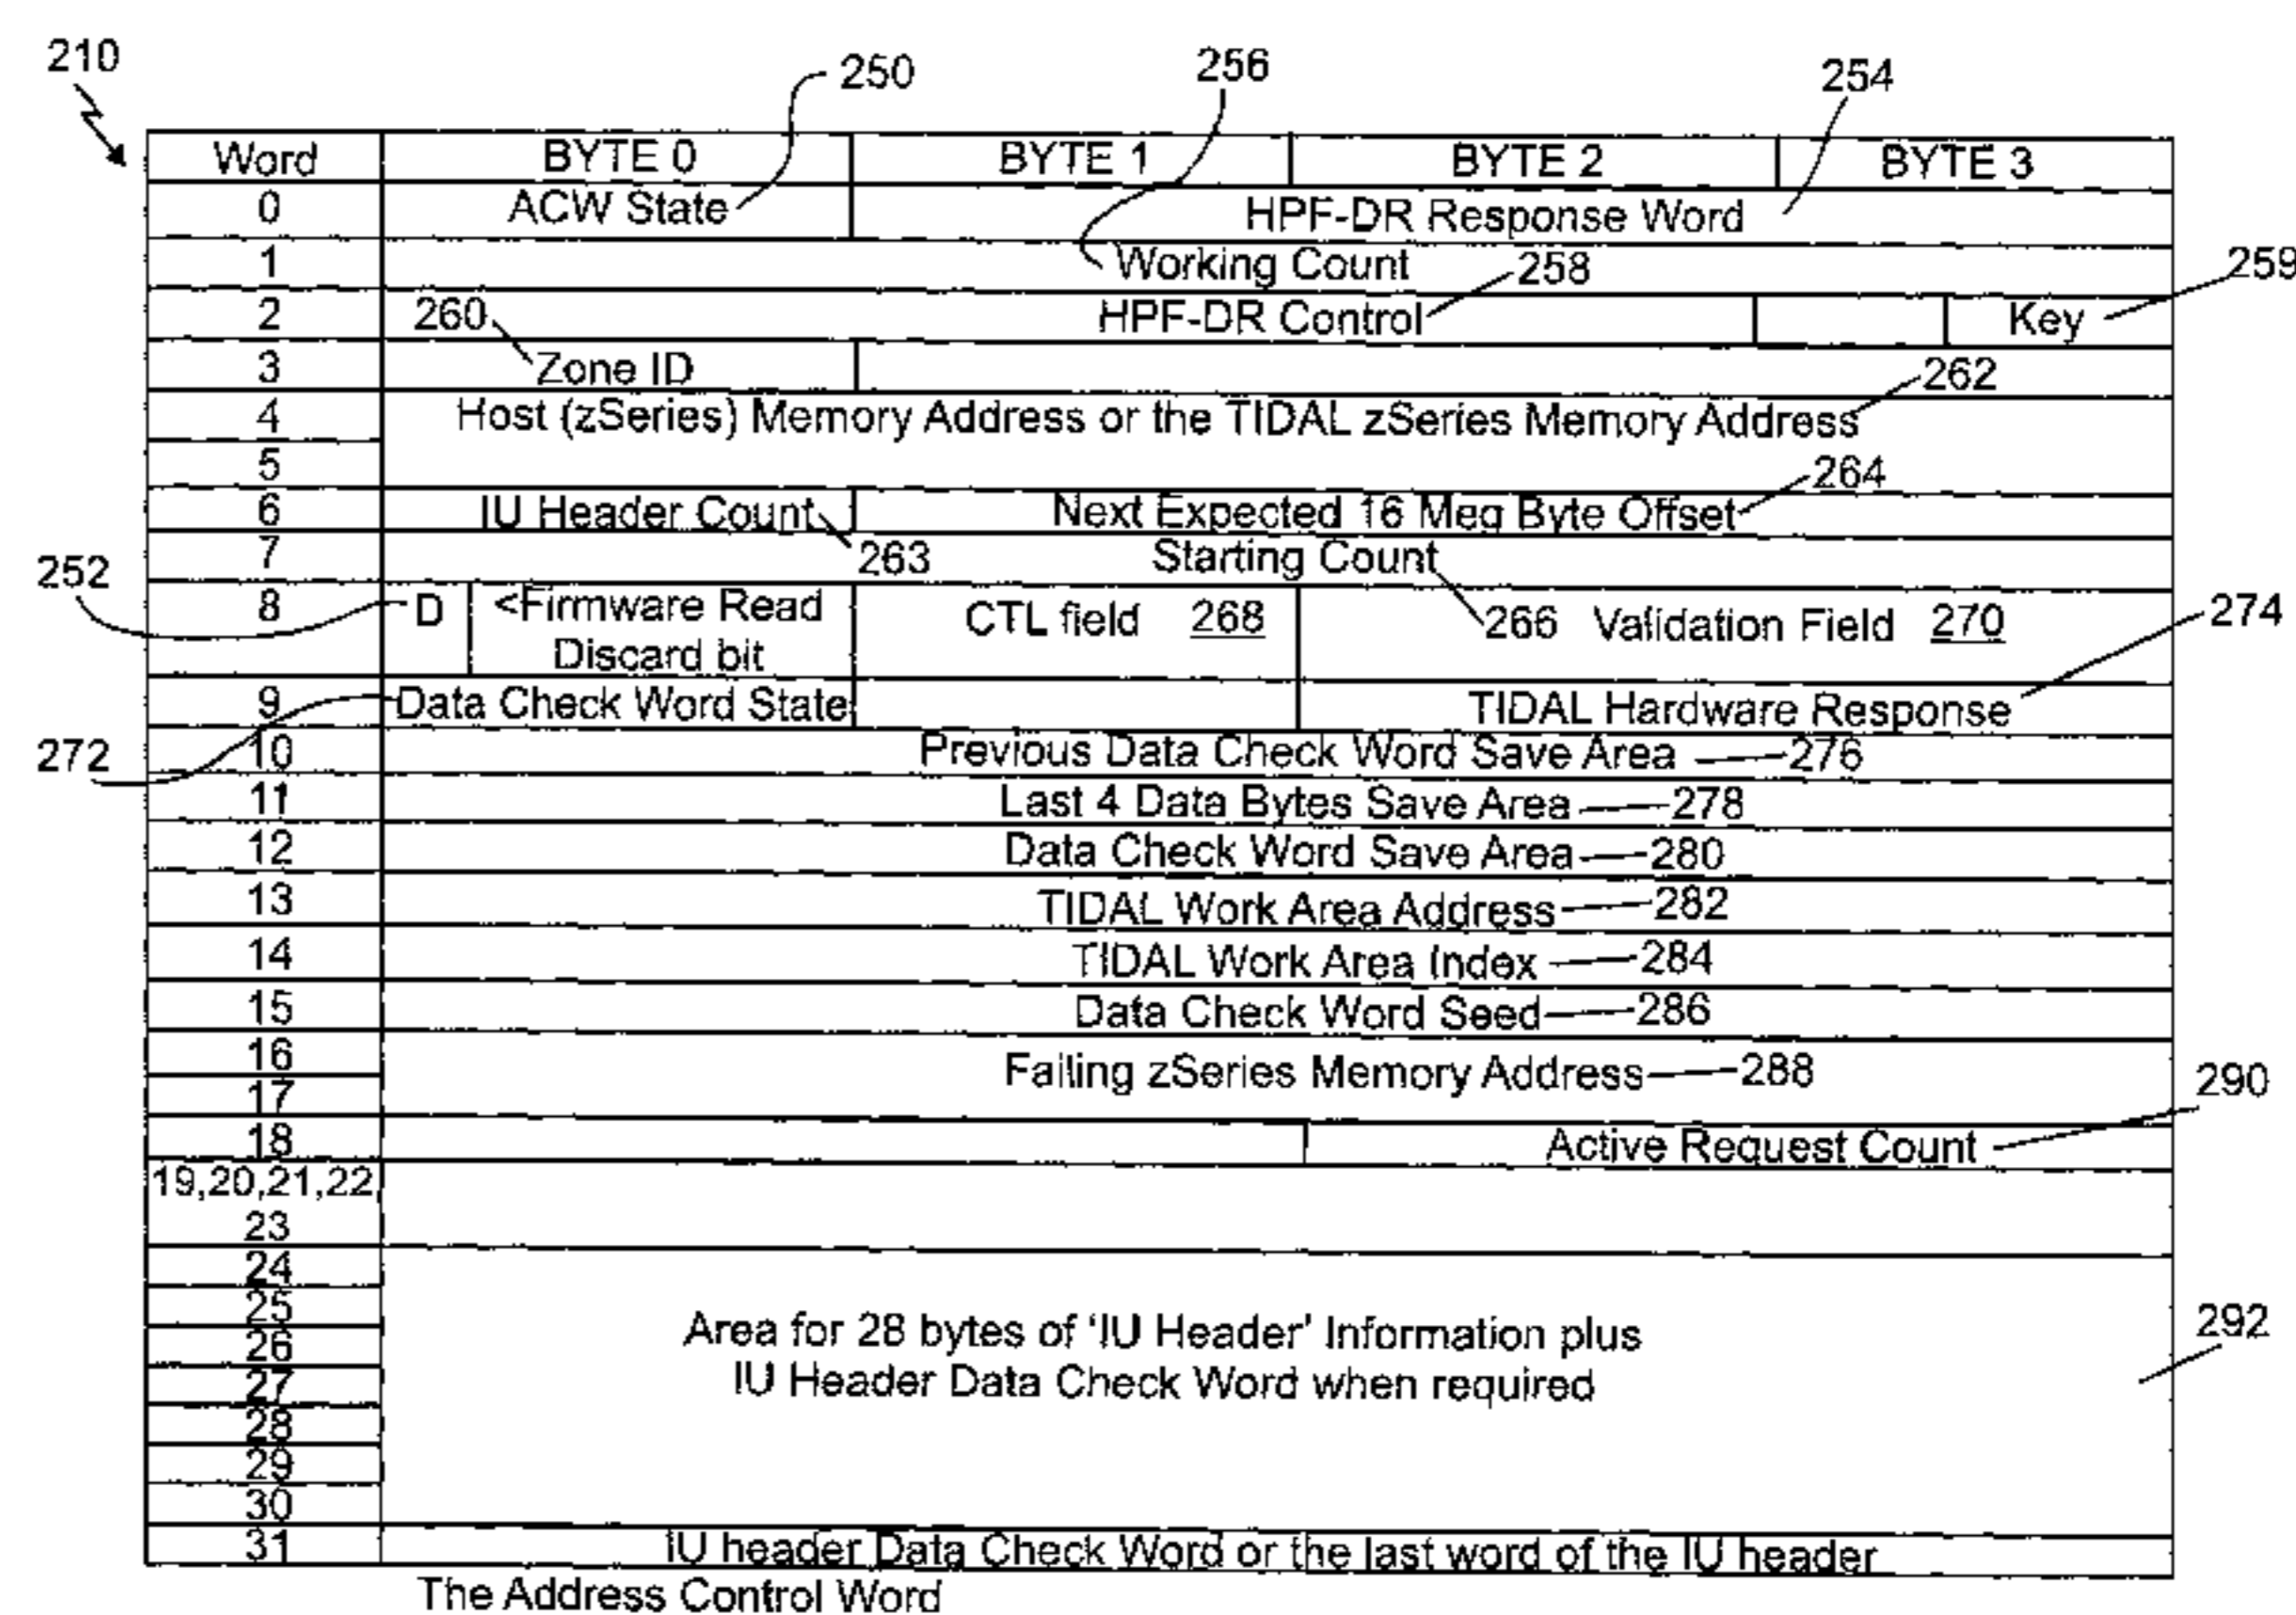 210
250
256
254
Word BYTE 0 BYTE 1 BYTE 2 BYTE 3
0 ACW State HPF-DR Response Word
1 Working Count 258 259
2 260 HPF-DR Control Key
3 Zone ID 262
4 Host (zSeries) Memory Address or the TIDAL zSeries Memory Address
5 264
6 IU Header Count Next Expected 16 Meg Byte Offset
7 263 Starting Count
252
8 D <Firmware Read CTL field 268 266 Validation Field 270 274
Discard bit
9 Data Check Word State TIDAL Hardware Response
272
10 Previous Data Check Word Save Area 276
11 Last 4 Data Bytes Save Area 278
12 Data Check Word Save Area 280
13 TIDAL Work Area Address 282
14 TIDAL Work Area Index 284
15 Data Check Word Seed 286
16 Failing zSeries Memory Address 288
17 290
18 Active Request Count
19,20,21,22
23
24
25
26 Area for 28 bytes of 'IU Header' Information plus 292
27 IU Header Data Check Word when required
28
29
30
31 IU header Data Check Word or the last word of the IU header
The Address Control Word